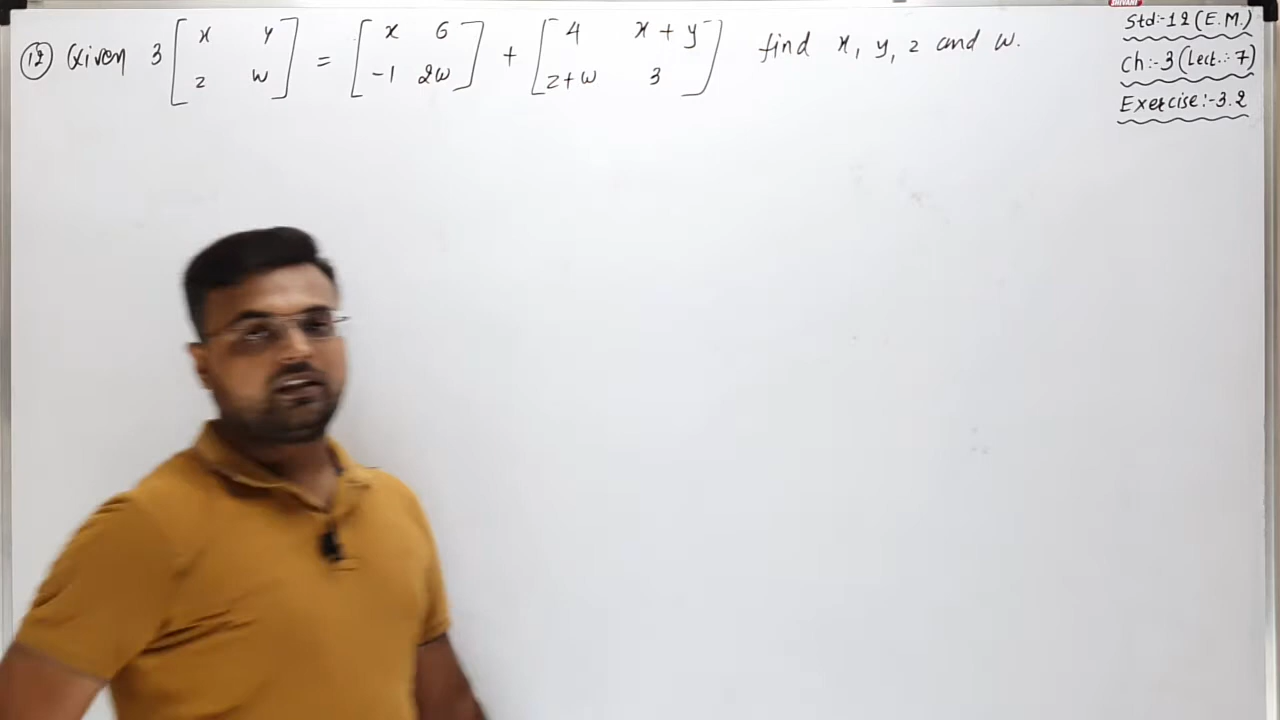 SHIVANI
Std:-12 (E.M.)
Ch:-3 (Lect.:-7)
Exercise:-3.2
(12) Given 3 [x y; z w] = [x 6; -1 2w] + [4 x+y; z+w 3] find x, y, z and w.